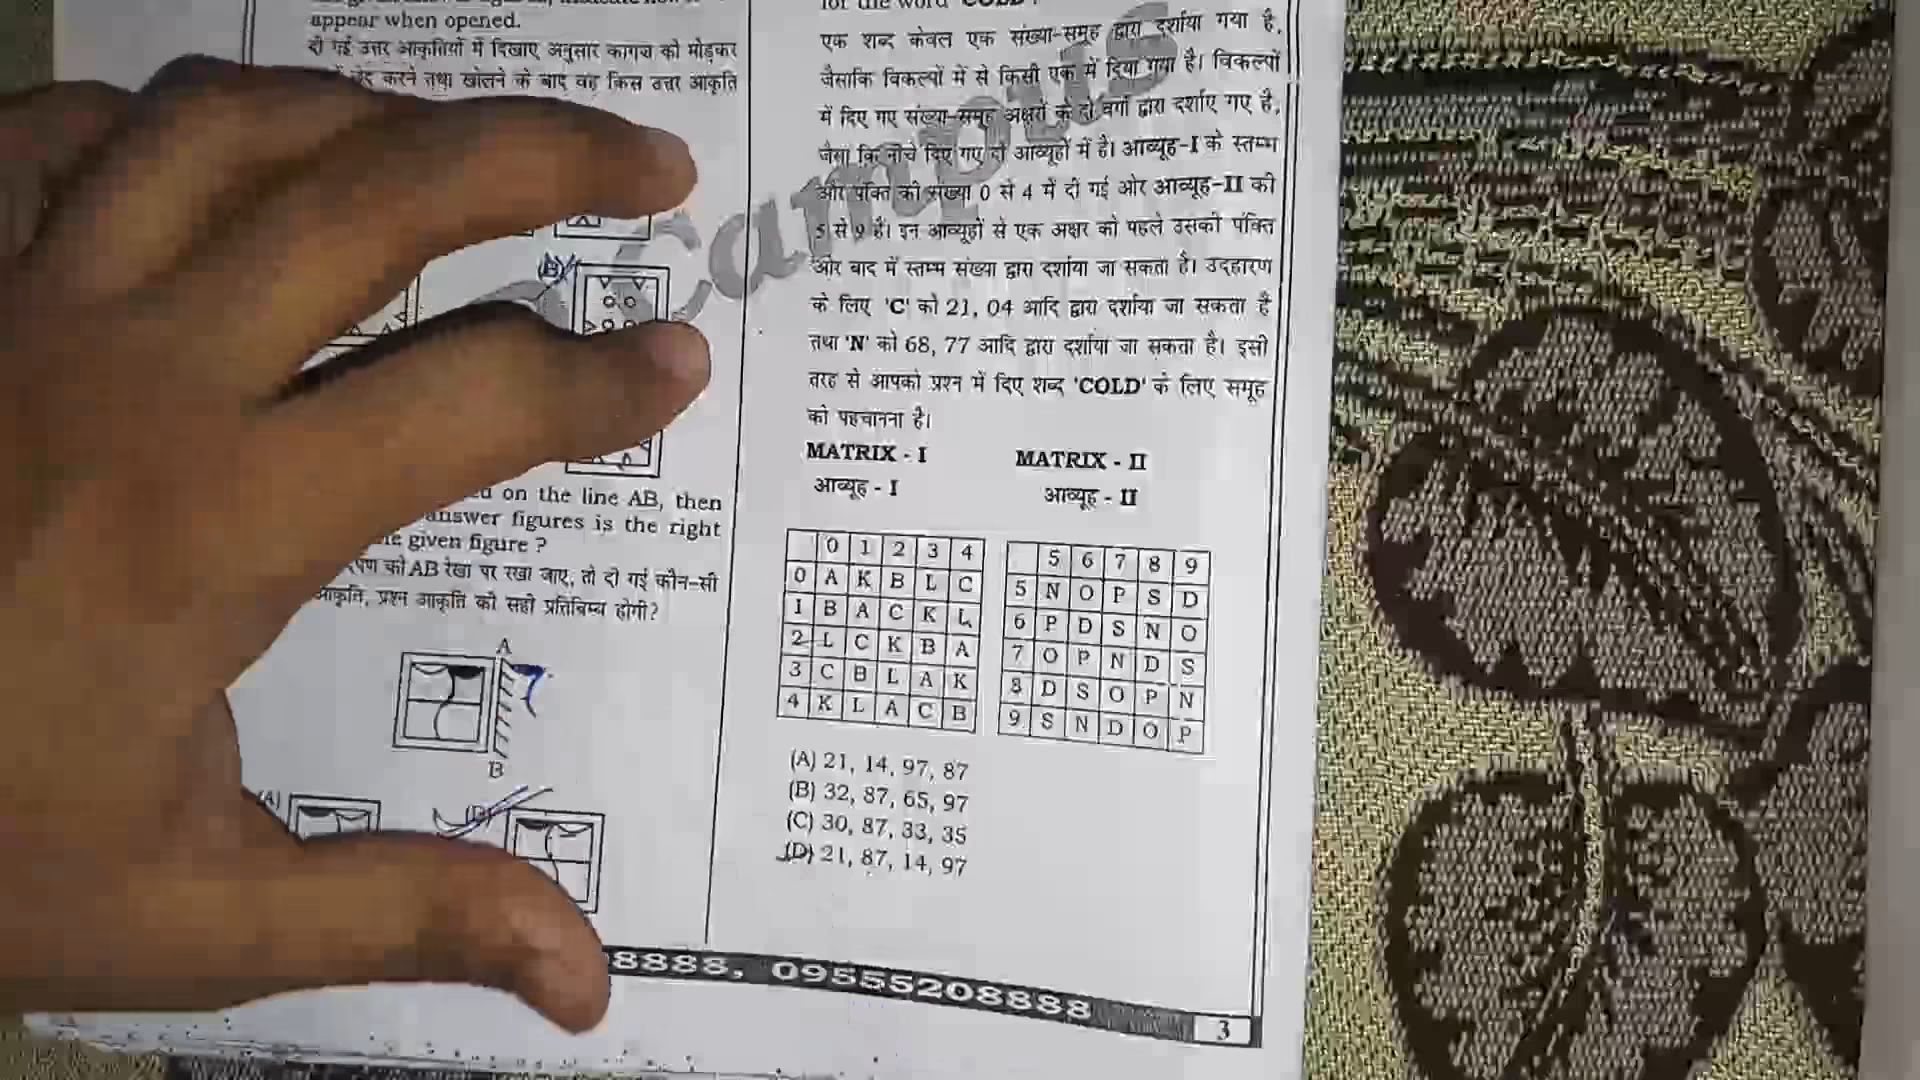 appear when opened.
दी गई उत्तर आकृतियों में दिखाए अनुसार कागज को मोड़कर
छेद करने तथा खोलने के बाद वह किस उत्तर आकृति
(B)
on the line AB, then
answer figures is the right
given figure ?
को AB रेखा पर रखा जाए, तो दी गई कौन-सी
आकृति, प्रश्न आकृति की सही प्रतिबिम्ब होगी?
A
B
(A)
for the word 'COLD'.
एक शब्द केवल एक संख्या-समूह द्वारा दर्शाया गया है,
जैसाकि विकल्पों में से किसी एक में दिया गया है। विकल्पों
में दिए गए संख्या-समूह अक्षरों के दो वर्गों द्वारा दर्शाए गए है,
जैसा कि नीचे दिए गए दो आव्यूहों में है। आव्यूह-I के स्तम्भ
और पंक्ति की संख्या 0 से 4 में दी गई ओर आव्यूह-II की
5 से 9 है। इन आव्यूहों से एक अक्षर को पहले उसकी पंक्ति
और बाद में स्तम्भ संख्या द्वारा दर्शाया जा सकता है। उदहारण
के लिए 'C' को 21, 04 आदि द्वारा दर्शाया जा सकता है
तथा 'N' को 68, 77 आदि द्वारा दर्शाया जा सकता है। इसी
तरह से आपको प्रश्न में दिए शब्द 'COLD' के लिए समूह
को पहचानना है।
MATRIX - I MATRIX - II
आव्यूह - I आव्यूह - II
0 1 2 3 4
0 A K B L C
1 B A C K L
2 L C K B A
3 C B L A K
4 K L A C B
5 6 7 8 9
5 N O P S D
6 P D S N O
7 O P N D S
8 D S O P N
9 S N D O P
(A) 21, 14, 97, 87
(B) 32, 87, 65, 97
(C) 30, 87, 33, 35
(D) 21, 87, 14, 97
8888, 09555208888
3
Campus